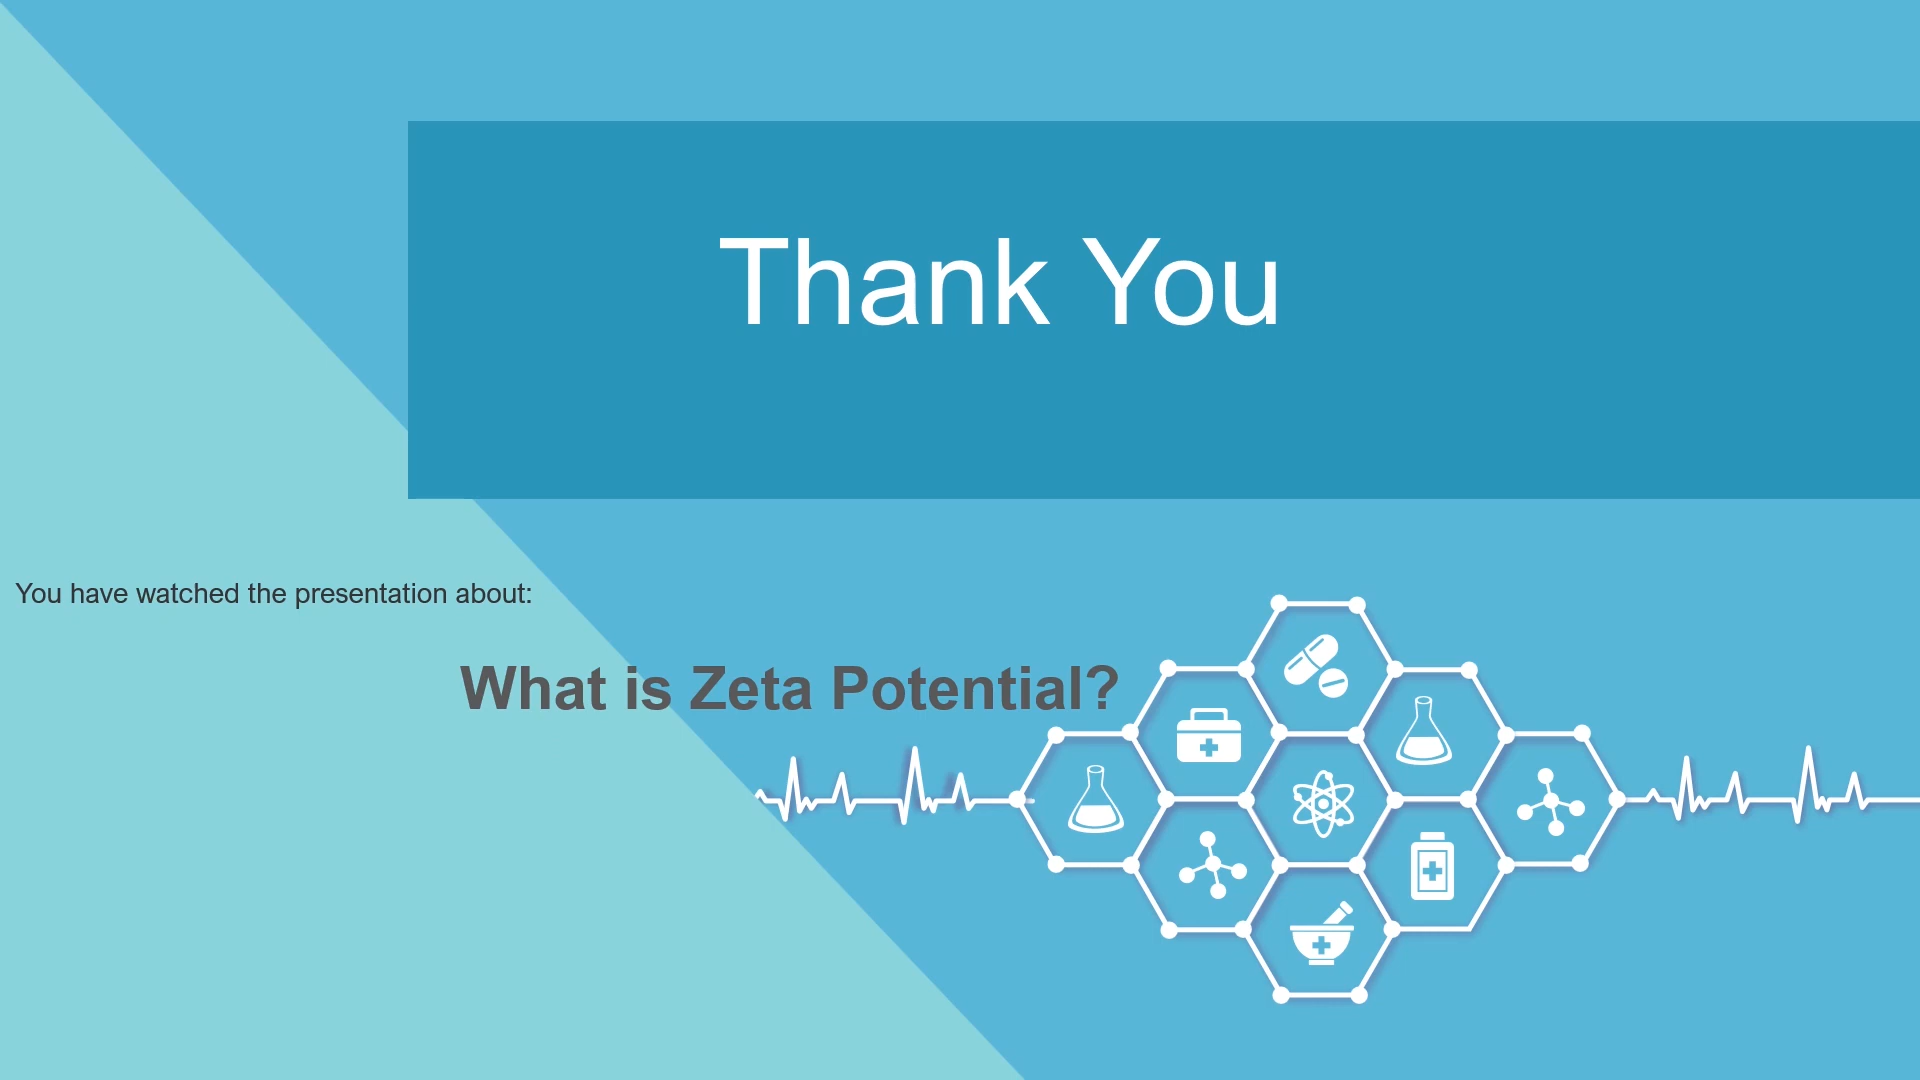 Thank You
You have watched the presentation about:
What is Zeta Potential?